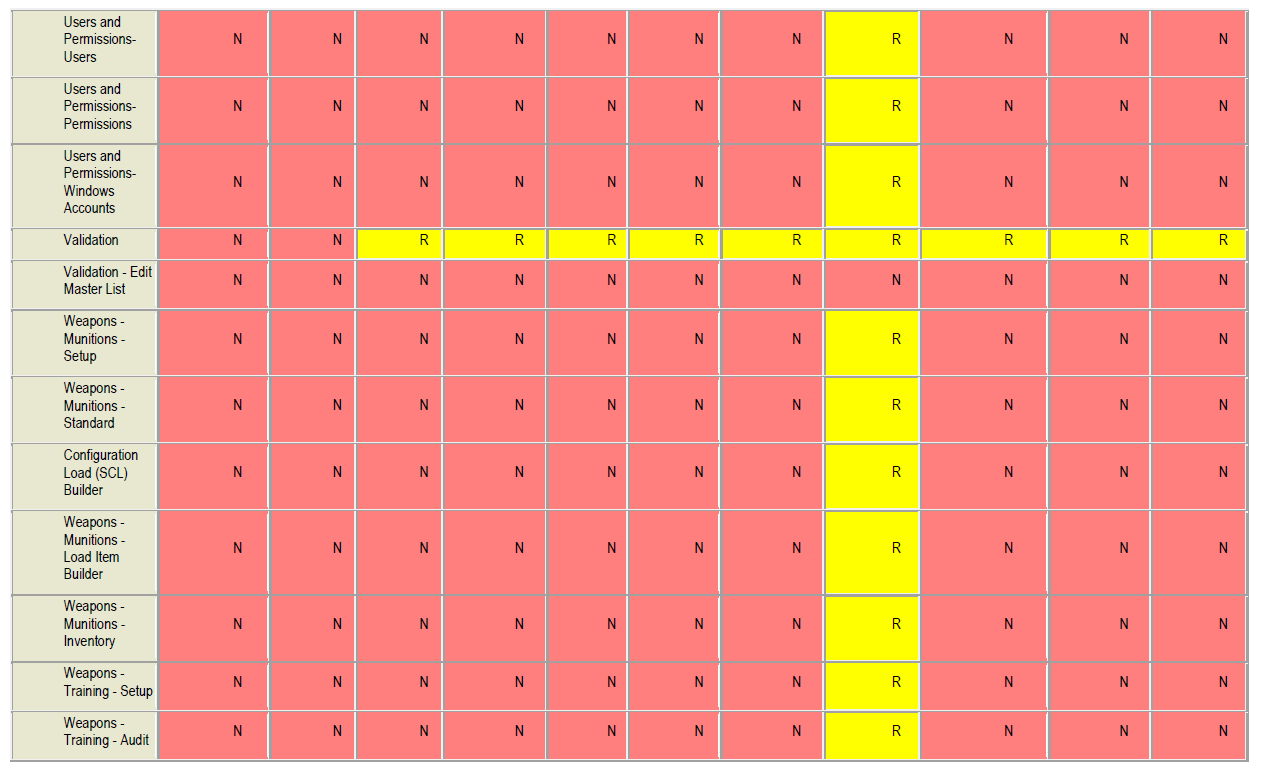 Users and
Permissions-
Users
N N N N N N N R N N N
Users and
Permissions-
Permissions
N N N N N N N R N N N
Users and
Permissions-
Windows
Accounts
N N N N N N N R N N N
Validation
N N R R R R R R R R R
Validation - Edit
Master List
N N N N N N N N N N N
Weapons -
Munitions -
Setup
N N N N N N N R N N N
Weapons -
Munitions -
Standard
N N N N N N N R N N N
Configuration
Load (SCL)
Builder
N N N N N N N R N N N
Weapons -
Munitions -
Load Item
Builder
N N N N N N N R N N N
Weapons -
Munitions -
Inventory
N N N N N N N R N N N
Weapons -
Training - Setup
N N N N N N N R N N N
Weapons -
Training - Audit
N N N N N N N R N N N